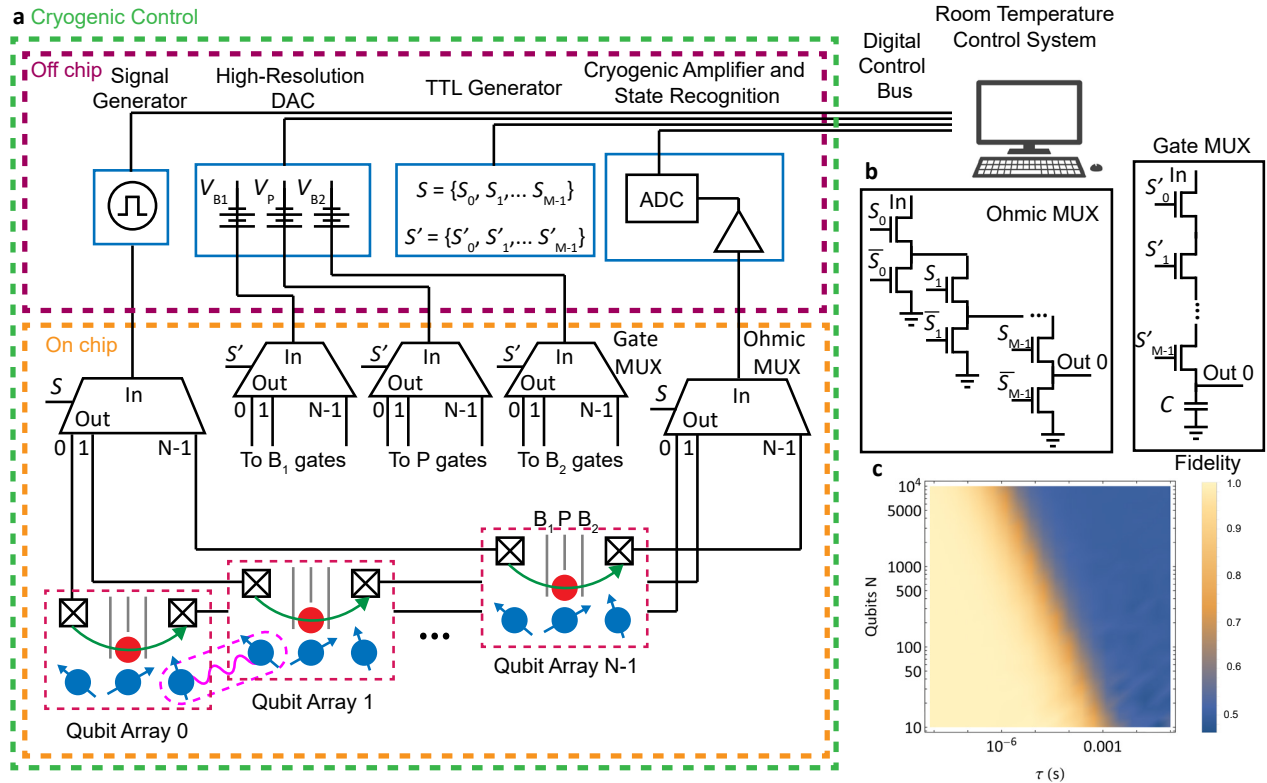 a Cryogenic Control
Off chip
Signal
Generator
High-Resolution
DAC
TTL Generator
Cryogenic Amplifier and
State Recognition
Digital
Control
Bus
Room Temperature
Control System
V_B1 V_P V_B2
S = {S_0, S_1,... S_M-1}
S' = {S'_0, S'_1,... S'_M-1}
ADC
On chip
S
In
Out
0 1 N-1
S'
In
Out
0 1 N-1
To B_1 gates
S'
In
Out
0 1 N-1
To P gates
S'
In
Out
0 1 N-1
To B_2 gates
Gate
MUX
Ohmic
MUX
S
In
Out
0 1 N-1
B_1 P B_2
Qubit Array 0
Qubit Array 1
...
Qubit Array N-1
b
Ohmic MUX
In
S_0
S̅_0
S_1
S̅_1
...
S_M-1
S̅_M-1
Out 0
Gate MUX
In
S'_0
S'_1
...
S'_M-1
Out 0
C
c
Fidelity
Qubits N
10^4
5000
1000
500
100
50
10
10^-6 0.001
τ (s)
1.0
0.9
0.8
0.7
0.6
0.5